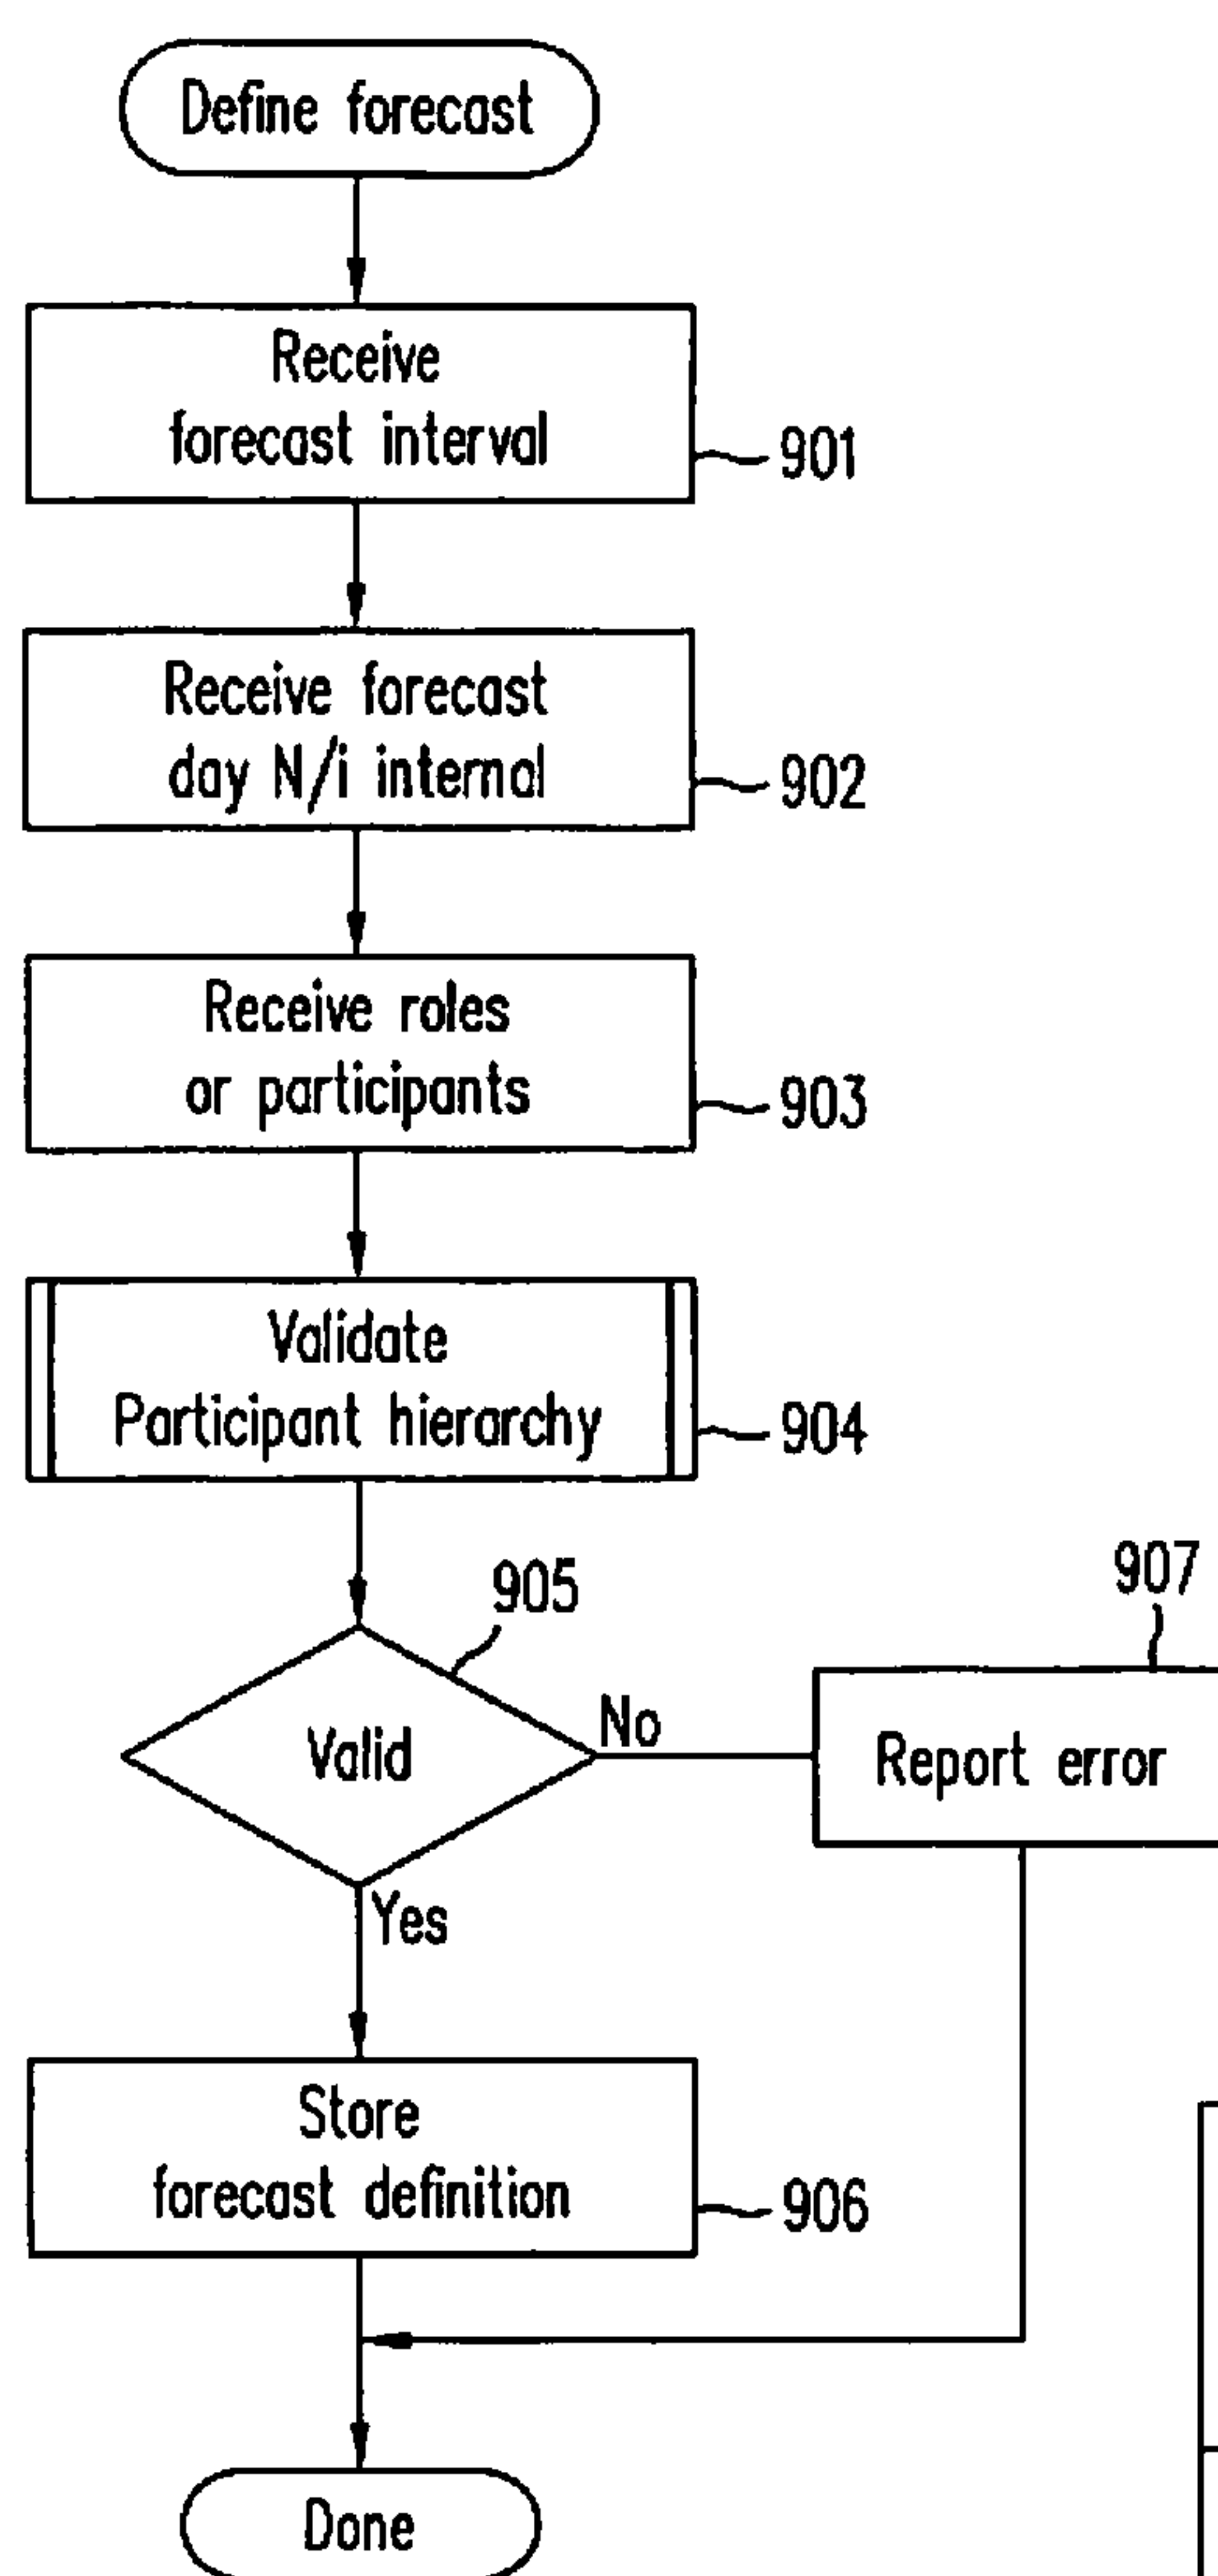 Define forecast
Receive
forecast interval
901
Receive forecast
day N/i internal
902
Receive roles
or participants
903
Validate
Participant hierarchy
904
905
Valid
No
907
Report error
Yes
Store
forecast definition
906
Done